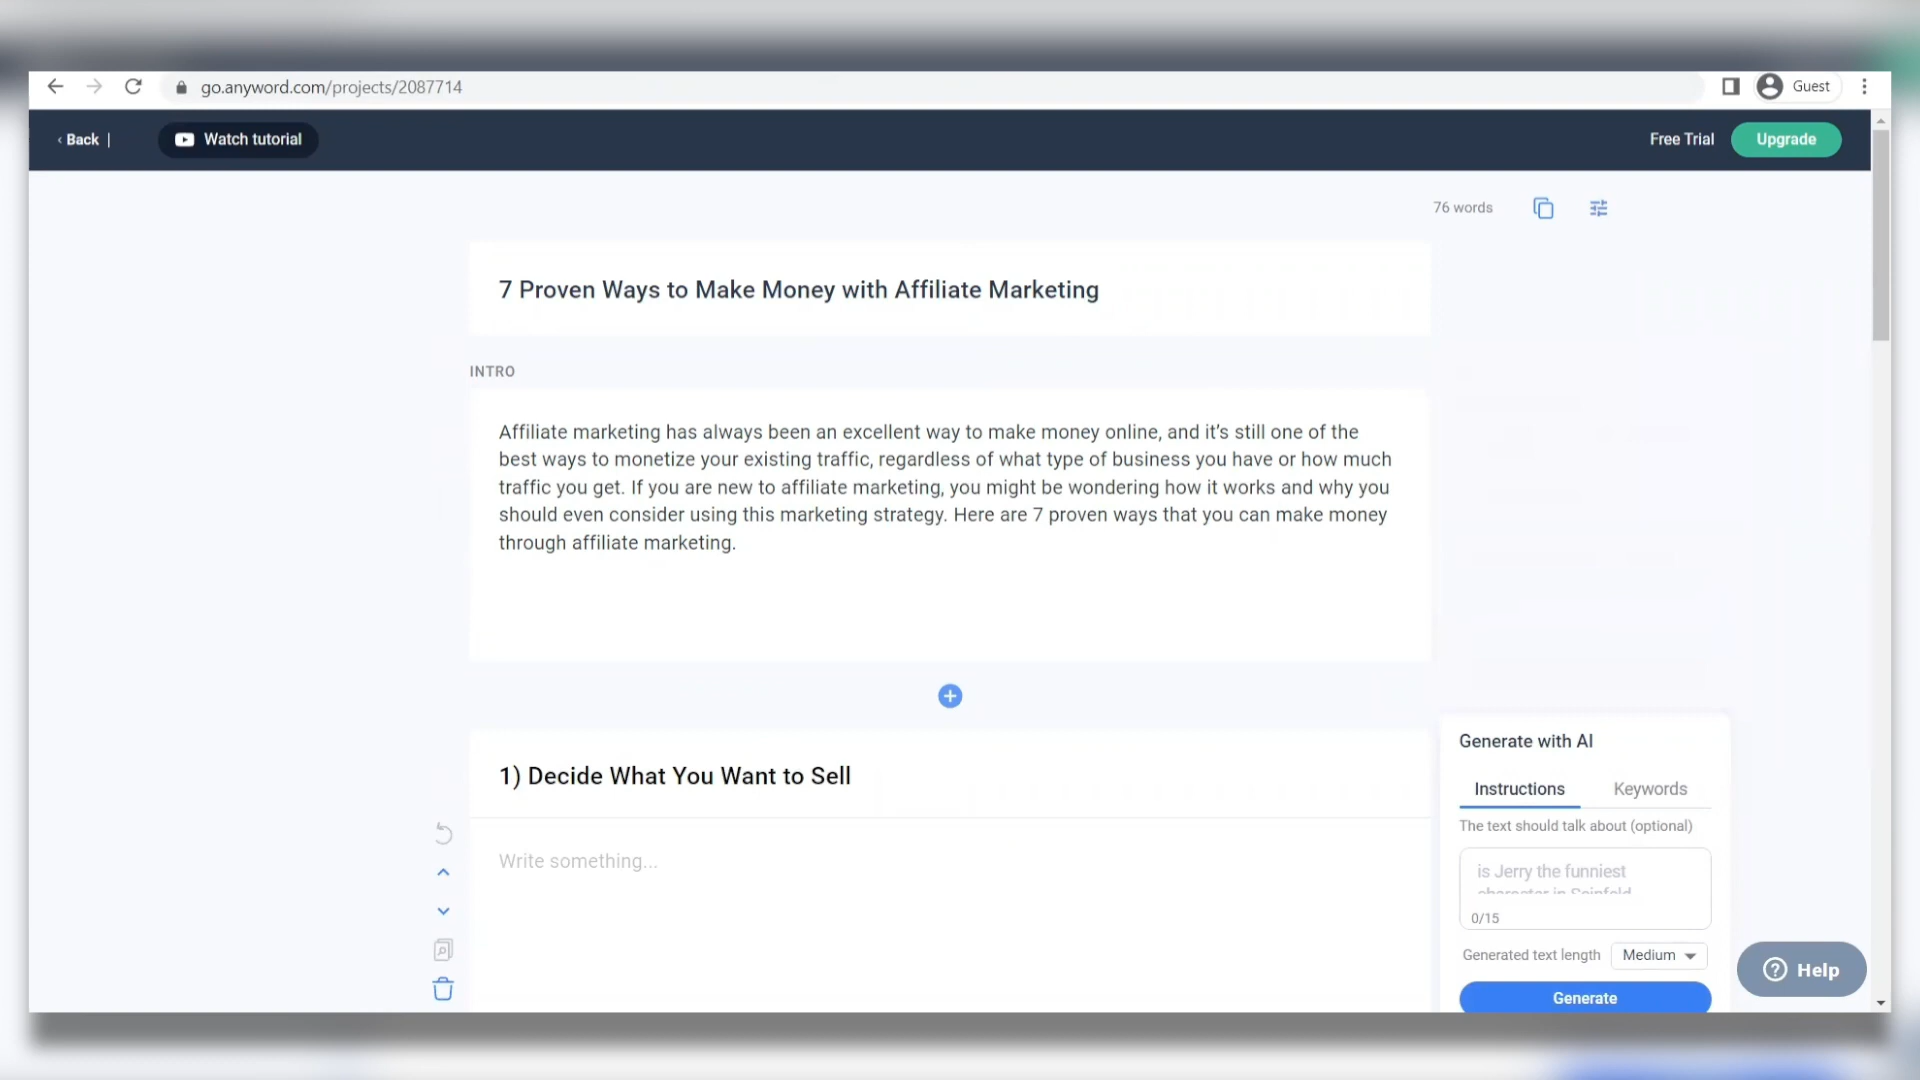 go.anyword.com/projects/2087714
Guest
‹ Back |
Watch tutorial
Free Trial
Upgrade
76 words
7 Proven Ways to Make Money with Affiliate Marketing
INTRO
Affiliate marketing has always been an excellent way to make money online, and it’s still one of the
best ways to monetize your existing traffic, regardless of what type of business you have or how much
traffic you get. If you are new to affiliate marketing, you might be wondering how it works and why you
should even consider using this marketing strategy. Here are 7 proven ways that you can make money
through affiliate marketing.
1) Decide What You Want to Sell
Write something...
Generate with AI
Instructions
Keywords
The text should talk about (optional)
is Jerry the funniest
character in Seinfeld
0/15
Generated text length
Medium
Generate
Help